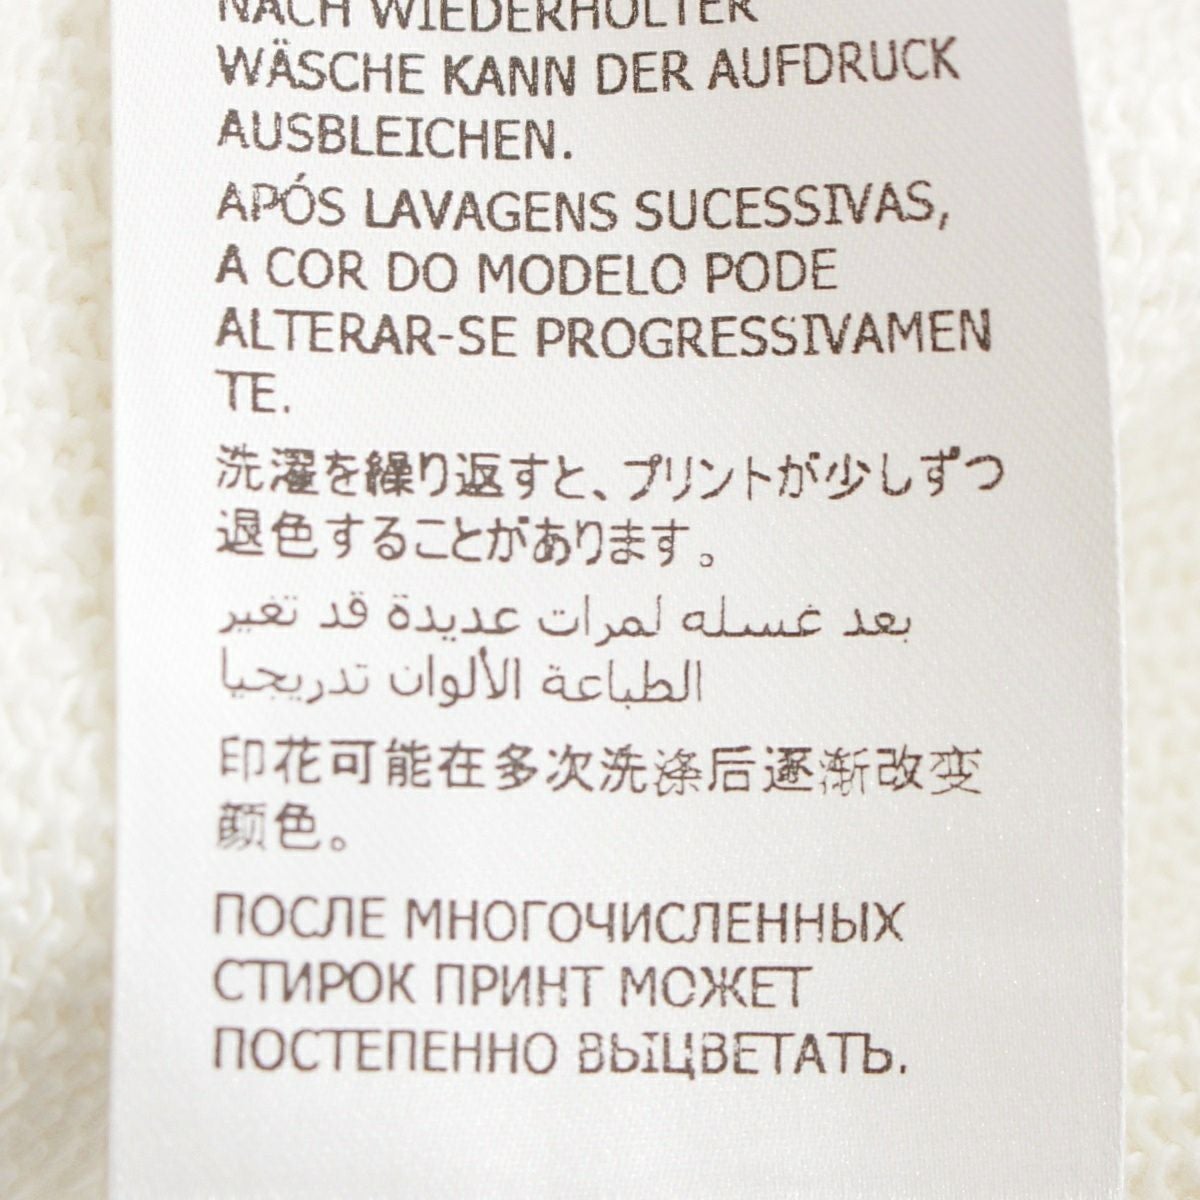 NACH WIEDERHOLTER
WÄSCHE KANN DER AUFDRUCK
AUSBLEICHEN.
APÓS LAVAGENS SUCESSIVAS,
A COR DO MODELO PODE
ALTERAR-SE PROGRESSIVAMEN
TE.
洗濯を繰り返すと、プリントが少しずつ
退色することがあります。
بعد غسله لمرات عديدة قد تغير
الطباعة الألوان تدريجيا
印花可能在多次洗涤后逐渐改变
颜色。
ПОСЛЕ МНОГОЧИСЛЕННЫХ
СТИРОК ПРИНТ МОЖЕТ
ПОСТЕПЕННО ВЫЦВЕТАТЬ.